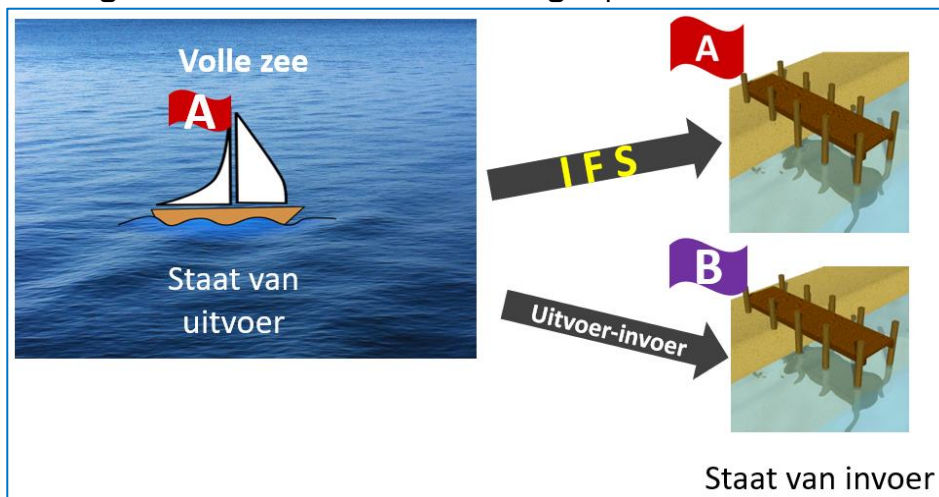 Volle zee
A
Staat van
uitvoer
I F S
A
Uitvoer-invoer
B
Staat van invoer